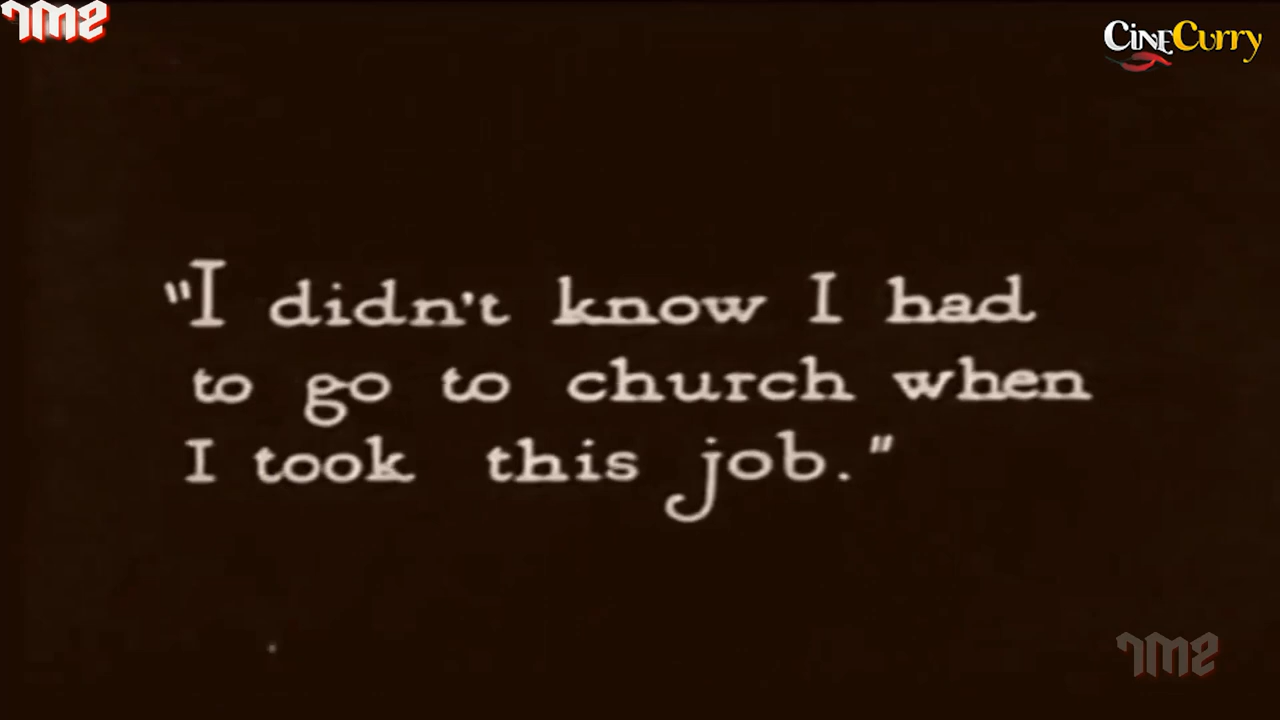 CineCurry
"I didn't know I had
to go to church when
I took this job."